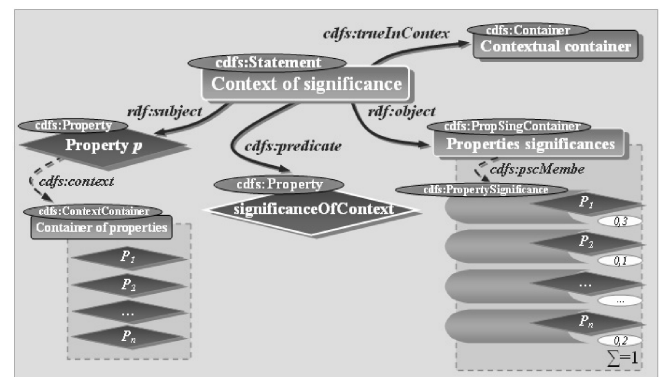 cdfs:trueInContex
cdfs:Container
Contextual container
cdfs:Statement
Context of significance
rdf:subject
rdf:object
cdfs:Property
Property p
cdfs:predicate
cdfs:PropSingContainer
Properties significances
cdfs:context
cdfs:pscMembe
cdfs:Property
significanceOfContext
cdfs:PropertySignificance
cdfs:ContextContainer
Container of properties
P1
P2
...
Pn
P1
0,3
P2
0,1
...
...
Pn
0,2
∑=1